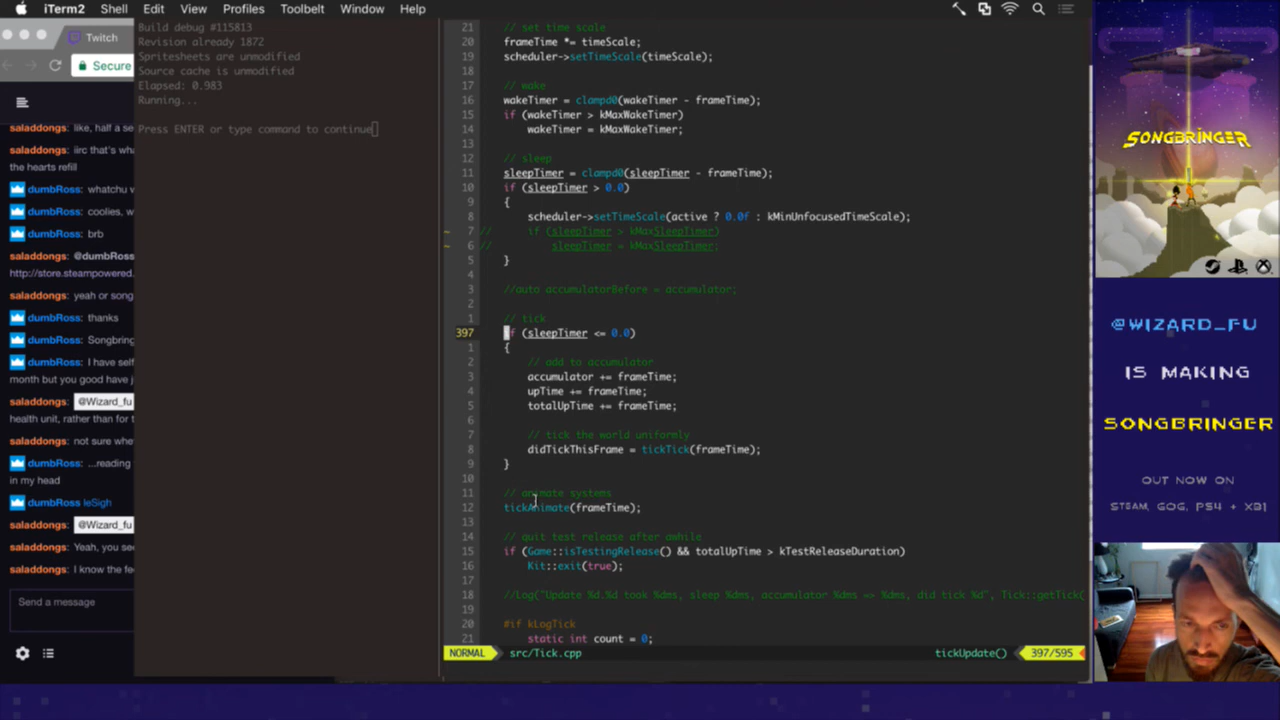 iTerm2 Shell Edit View Profiles Toolbelt Window Help
Twitch
Secure
saladdongs: like, half a se
saladdongs: iirc that's wha
the hearts refill
dumbRoss: whatchu w
dumbRoss: coolies, w
dumbRoss: brb
saladdongs: @dumbRoss
http://store.steampowered.
saladdongs: yeah or song
dumbRoss: thanks
dumbRoss: Songbring
dumbRoss: I have self
month but you good have j
saladdongs: @Wizard_fu
health unit, rather than for t
saladdongs: not sure whe
dumbRoss: ...reading
in my head
dumbRoss leSigh
saladdongs: @Wizard_fu
saladdongs: Yeah, you see
saladdongs: I know the fe
Send a message
Build debug #115813
Revision already 1872
Spritesheets are unmodified
Source cache is unmodified
Elapsed: 0.983
Running...
Press ENTER or type command to continue
21 // set time scale
20 frameTime *= timeScale;
19 scheduler->setTimeScale(timeScale);
18
17 // wake
16 wakeTimer = clampd0(wakeTimer - frameTime);
15 if (wakeTimer > kMaxWakeTimer)
14 wakeTimer = kMaxWakeTimer;
13
12 // sleep
11 sleepTimer = clampd0(sleepTimer - frameTime);
10 if (sleepTimer > 0.0)
9 {
8 scheduler->setTimeScale(active ? 0.0f : kMinUnfocusedTimeScale);
7 // if (sleepTimer > kMaxSleepTimer)
6 // sleepTimer = kMaxSleepTimer;
5 }
4
3 //auto accumulatorBefore = accumulator;
2
1 // tick
397 if (sleepTimer <= 0.0)
1 {
2 // add to accumulator
3 accumulator += frameTime;
4 upTime += frameTime;
5 totalUpTime += frameTime;
6
7 // tick the world uniformly
8 didTickThisFrame = tickTick(frameTime);
9 }
10
11 // animate systems
12 tickAnimate(frameTime);
13
14 // quit test release after awhile
15 if (Game::isTestingRelease() && totalUpTime > kTestReleaseDuration)
16 Kit::exit(true);
17
18 //Log("Update %d.%d took %dms, sleep %dms, accumulator %dms => %dms, did tick %d", Tick::getTick(
19
20 #if kLogTick
21 static int count = 0;
NORMAL src/Tick.cpp tickUpdate() 397/595
SONGBRINGER
@WIZARD_FU
IS MAKING
SONGBRINGER
OUT NOW ON
STEAM, GOG, PS4 + XB1